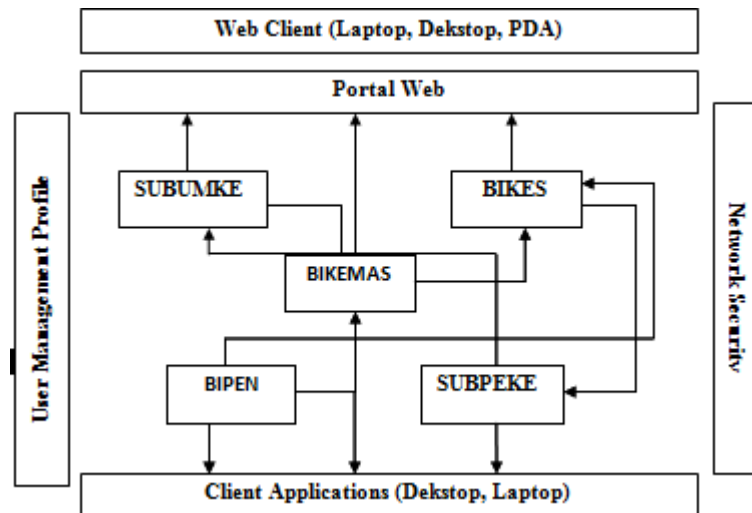 Web Client (Laptop, Dekstop, PDA)
Portal Web
User Management Profile
Network Security
SUBUMKE
BIKES
BIKEMAS
BIPEN
SUBPEKE
Client Applications (Dekstop, Laptop)